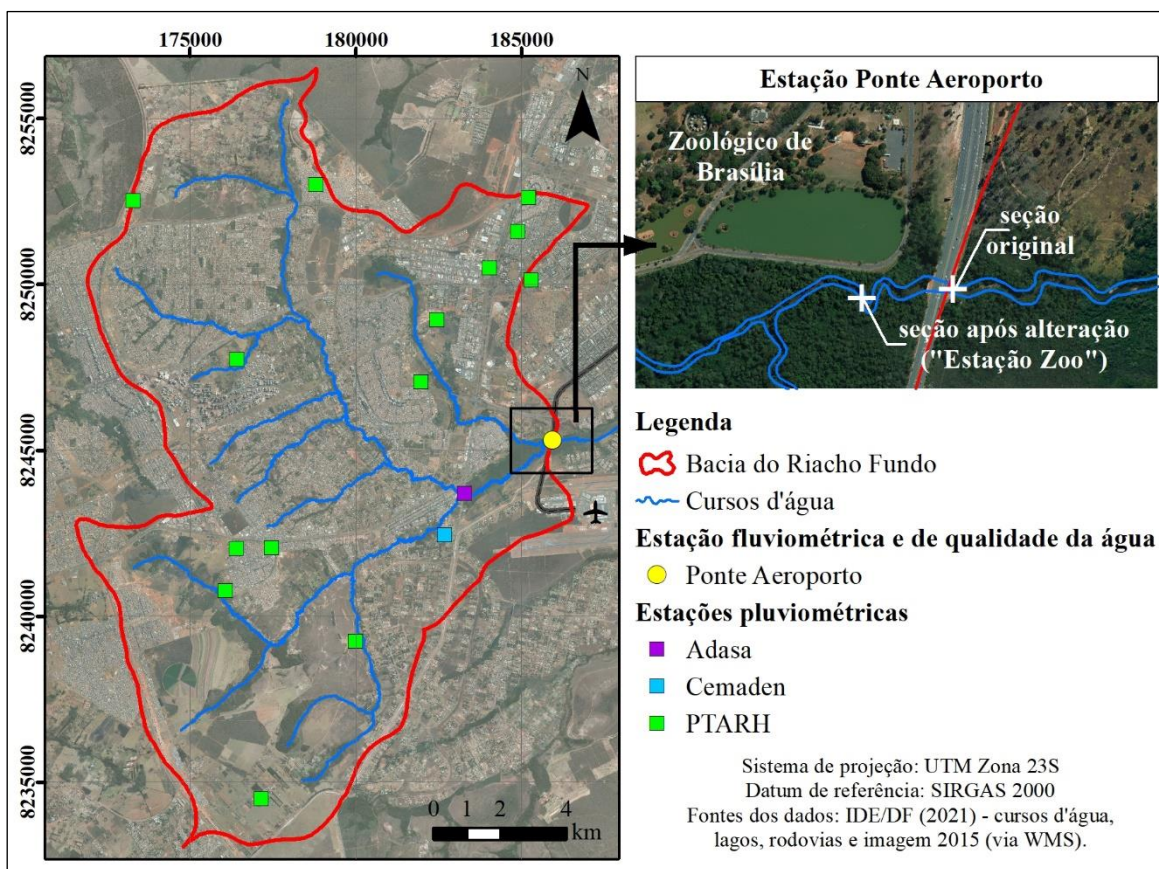 175000 180000 185000
8255000
8250000
8245000
8240000
8235000
N
0 2 4
km
Estação Ponte Aeroporto
Zoológico de
Brasília
seção
original
seção após alteração
("Estação Zoo")
Legenda
Bacia do Riacho Fundo
Cursos d'água
Estação fluviométrica e de qualidade da água
Ponte Aeroporto
Estações pluviométricas
Adasa
Cemaden
PTARH
Sistema de projeção: UTM Zona 23S
Datum de referência: SIRGAS 2000
Fontes dos dados: IDE/DF (2021) - cursos d'água,
lagos, rodovias e imagem 2015 (via WMS).